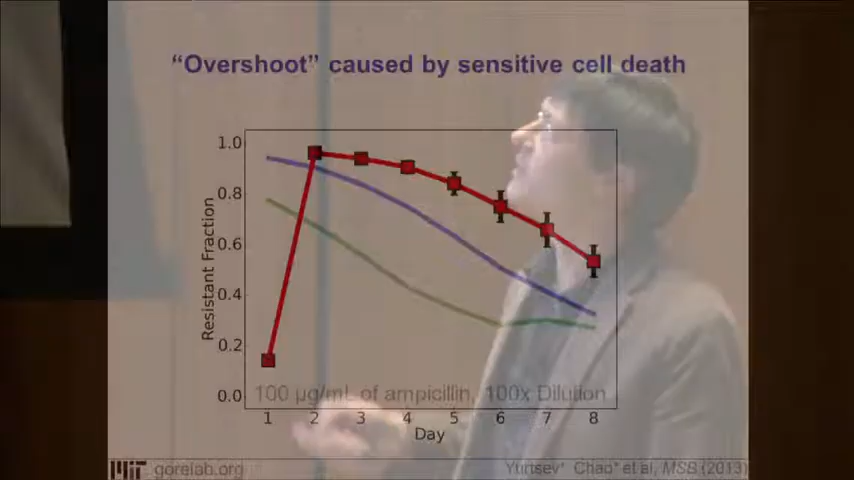 “Overshoot” caused by sensitive cell death
1.0
0.8
0.6
0.4
0.2
0.0
Resistant Fraction
100 µg/mL of ampicillin, 100x Dilution
1 2 3 4 5 6 7 8
Day
MIT gorelab.org
Yurtsev* Chao* et al, MSB (2013)